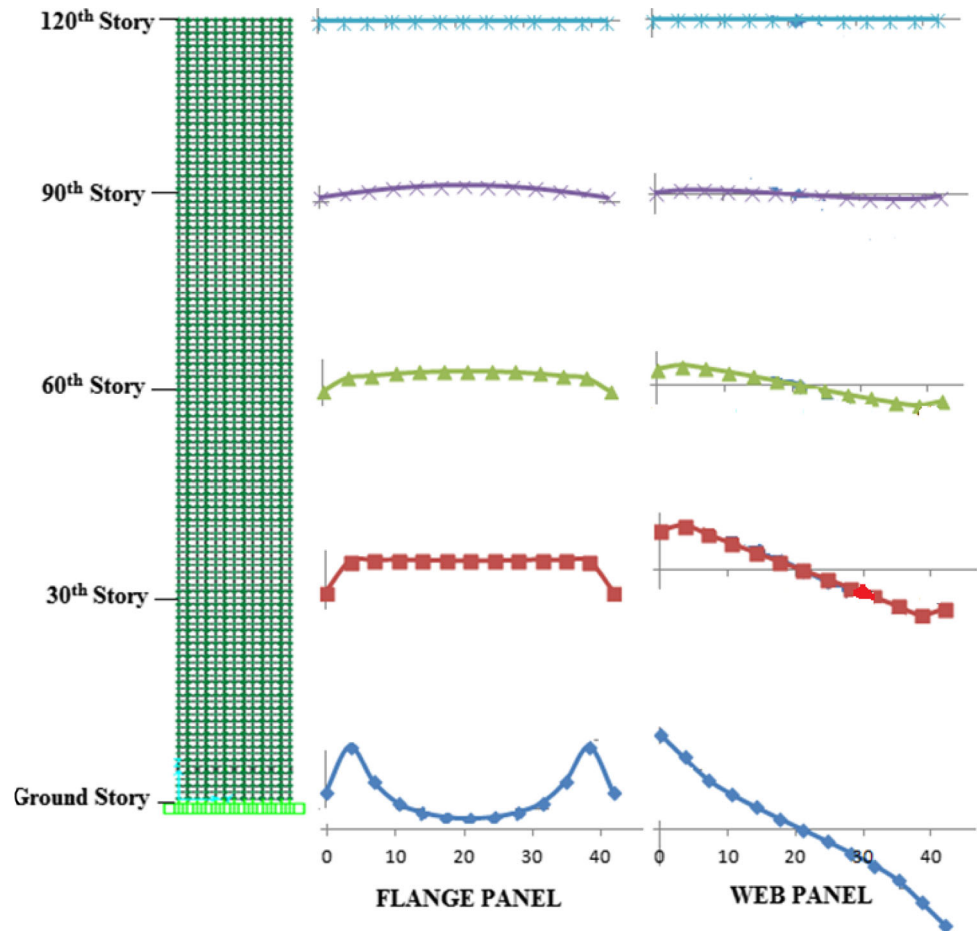 120th Story
90th Story
60th Story
30th Story
Ground Story
0 10 20 30 40
0 10 20 30 40
FLANGE PANEL
WEB PANEL